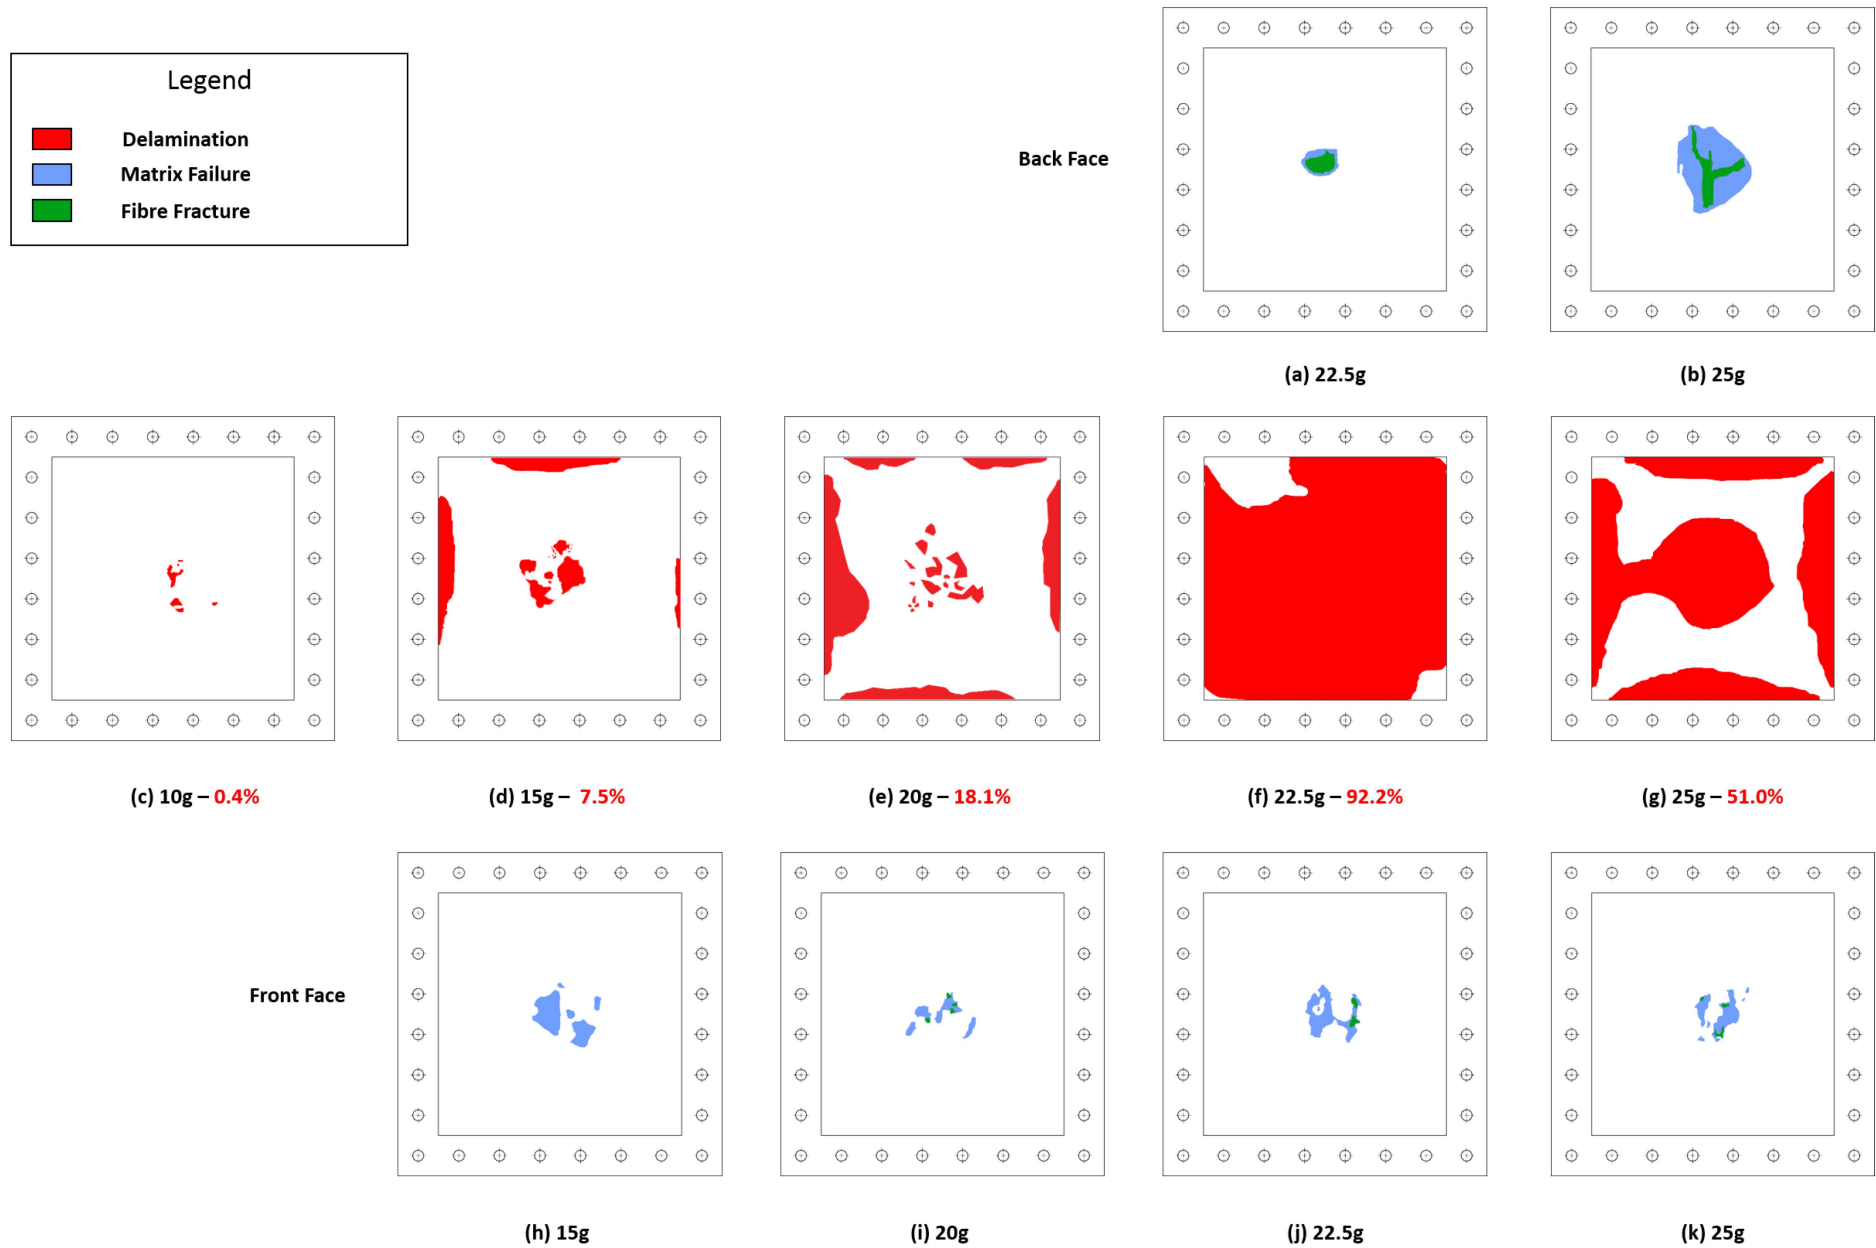 Legend
Delamination
Matrix Failure
Fibre Fracture
Back Face
(a) 22.5g
(b) 25g
(c) 10g – 0.4%
(d) 15g – 7.5%
(e) 20g – 18.1%
(f) 22.5g – 92.2%
(g) 25g – 51.0%
Front Face
(h) 15g
(i) 20g
(j) 22.5g
(k) 25g